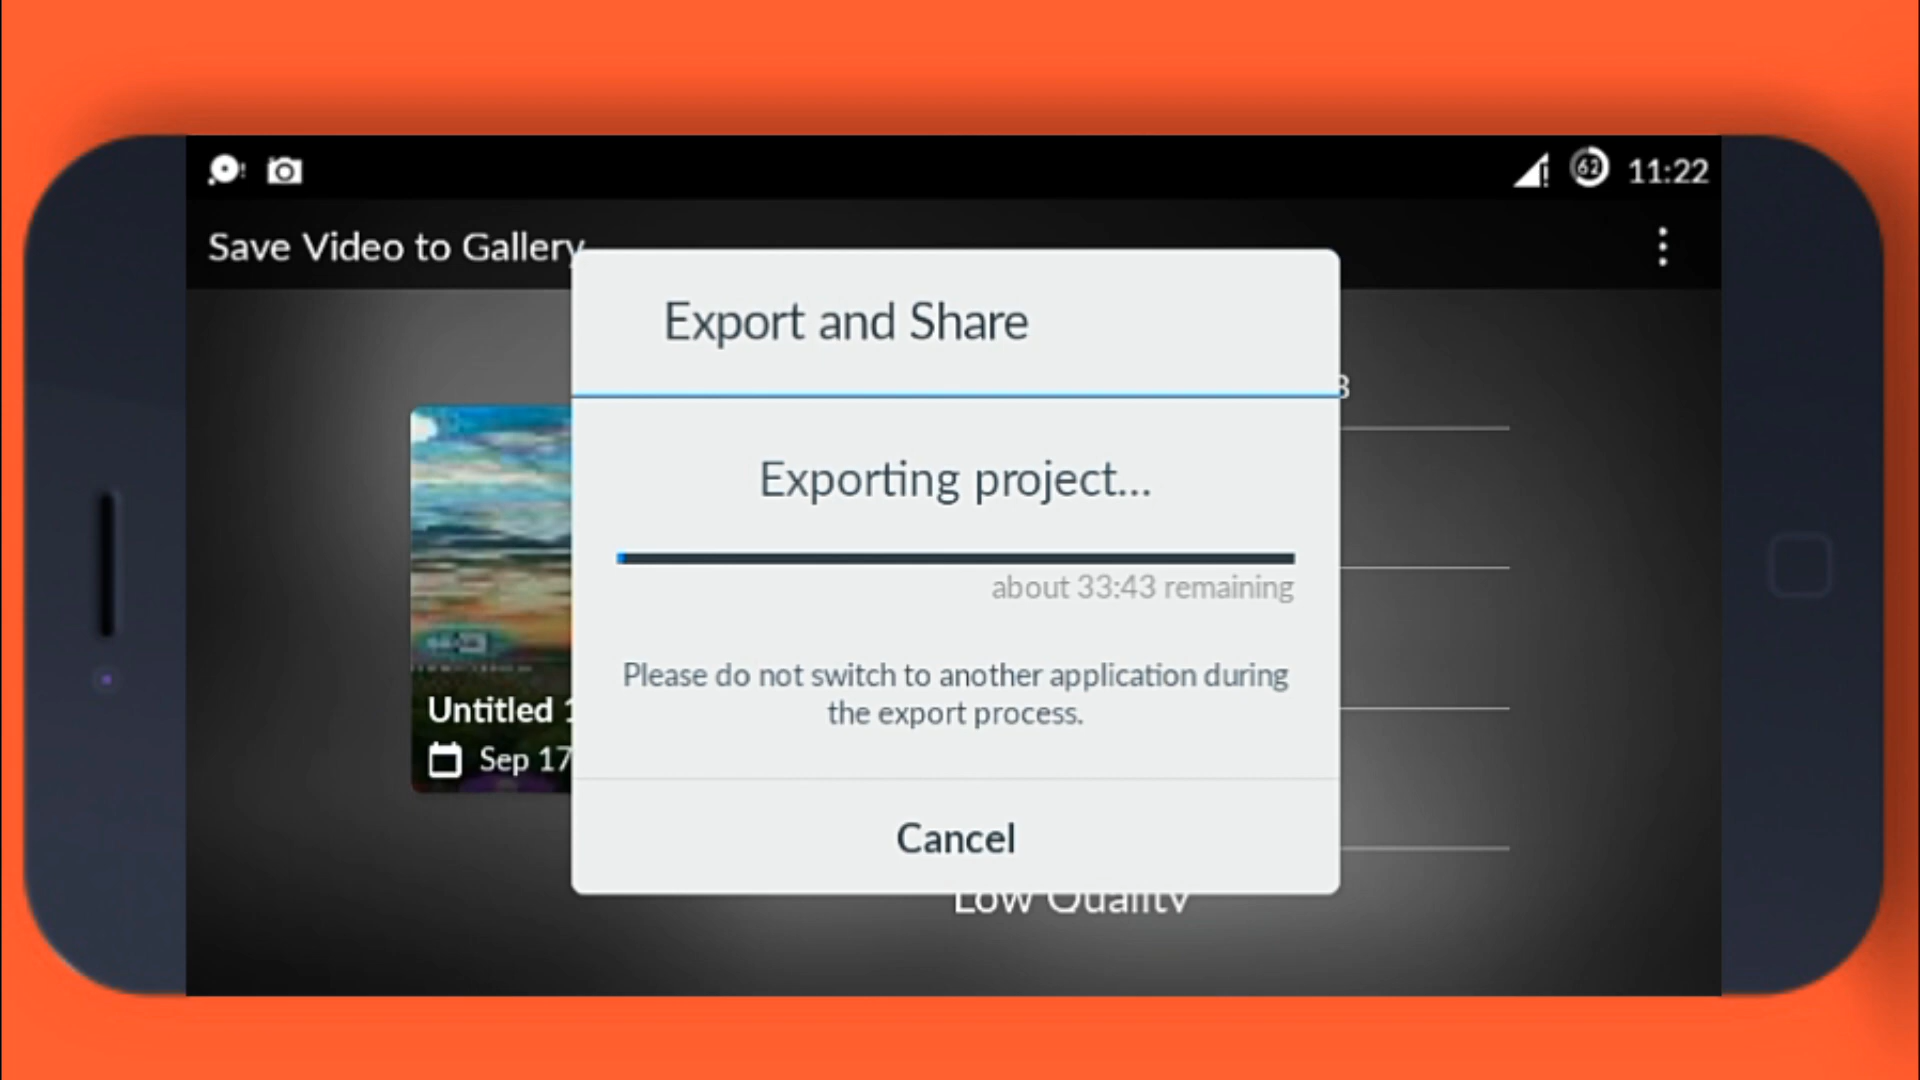 62 11:22
Save Video to Gallery
Export and Share
Exporting project...
about 33:43 remaining
Please do not switch to another application during
the export process.
Untitled
Sep 17
Cancel
Low Quality